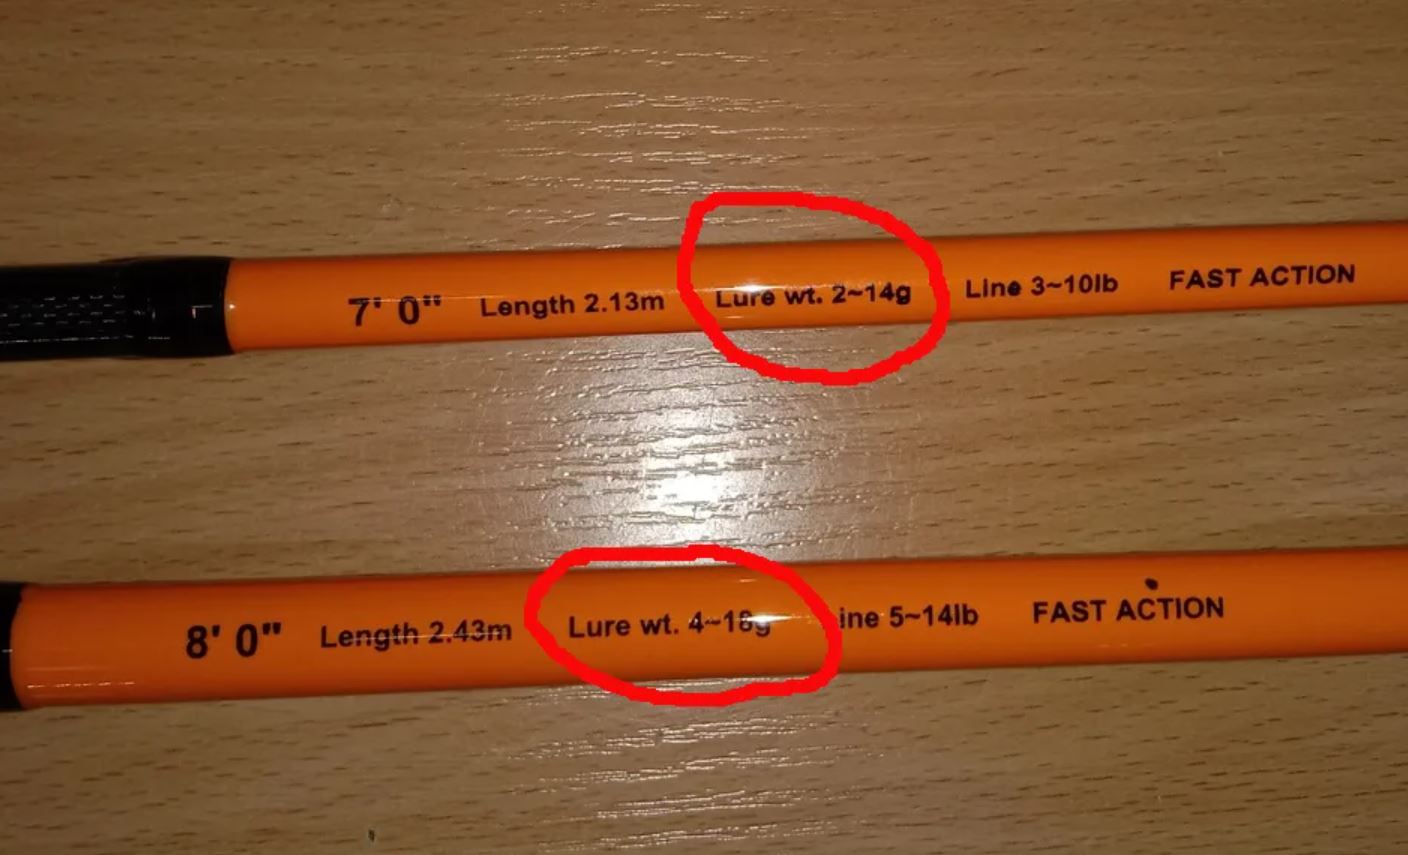 7' 0" Length 2.13m Lure wt. 2~14g Line 3~10lb FAST ACTION
8' 0" Length 2.43m Lure wt. 4~18g ine 5~14lb FAST ACTION